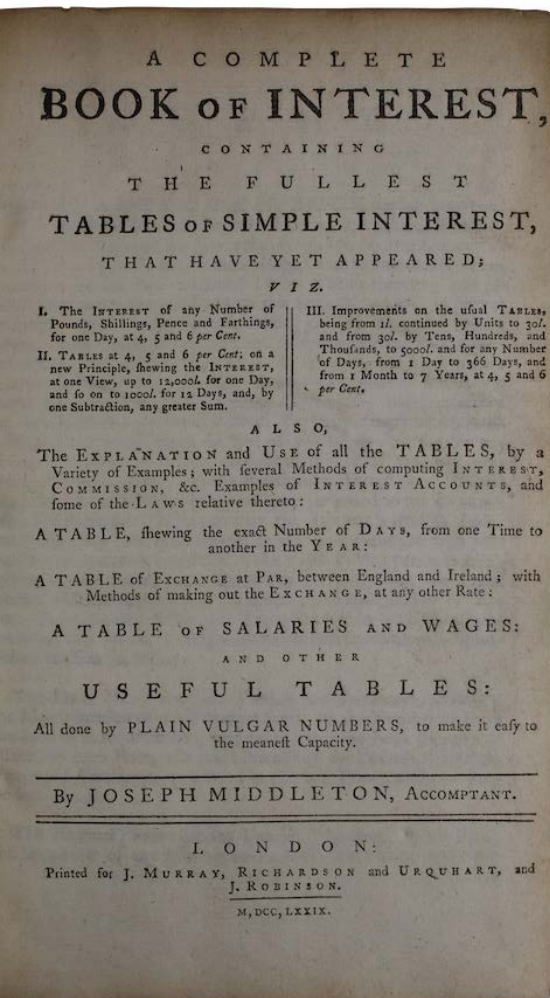 A COMPLETE
BOOK OF INTEREST,
CONTAINING
THE FULLEST
TABLES OF SIMPLE INTEREST,
THAT HAVE YET APPEARED;
VIZ.
I. The INTEREST of any Number of
Pounds, Shillings, Pence and Farthings,
for one Day, at 4, 5 and 6 per Cent.
II. TABLES at 4, 5 and 6 per Cent; on a
new Principle, ſhewing the INTEREST,
at one View, up to 12,000l. for one Day,
and ſo on to 1000l. for 12 Days, and, by
one Subtraction, any greater Sum.
III. Improvements on the uſual TABLES,
being from 1l. continued by Units to 30l.
and from 30l. by Tens, Hundreds, and
Thouſands, to 5000l. and for any Number
of Days, from 1 Day to 366 Days, and
from 1 Month to 7 Years, at 4, 5 and 6
per Cent.
ALSO,
The EXPLANATION and USE of all the TABLES, by a
Variety of Examples; with ſeveral Methods of computing INTEREST,
COMMISSION, &c. Examples of INTEREST ACCOUNTS, and
ſome of the LAWS relative thereto:
A TABLE, ſhewing the exact Number of DAYS, from one Time to
another in the YEAR:
A TABLE of EXCHANGE at PAR, between England and Ireland; with
Methods of making out the EXCHANGE, at any other Rate:
A TABLE OF SALARIES AND WAGES:
AND OTHER
USEFUL TABLES:
All done by PLAIN VULGAR NUMBERS, to make it eaſy to
the meaneſt Capacity.
By JOSEPH MIDDLETON, ACCOMPTANT.
LONDON:
Printed for J. MURRAY, RICHARDSON and URQUHART, and
J. ROBINSON.
M,DCC,LXXIX.